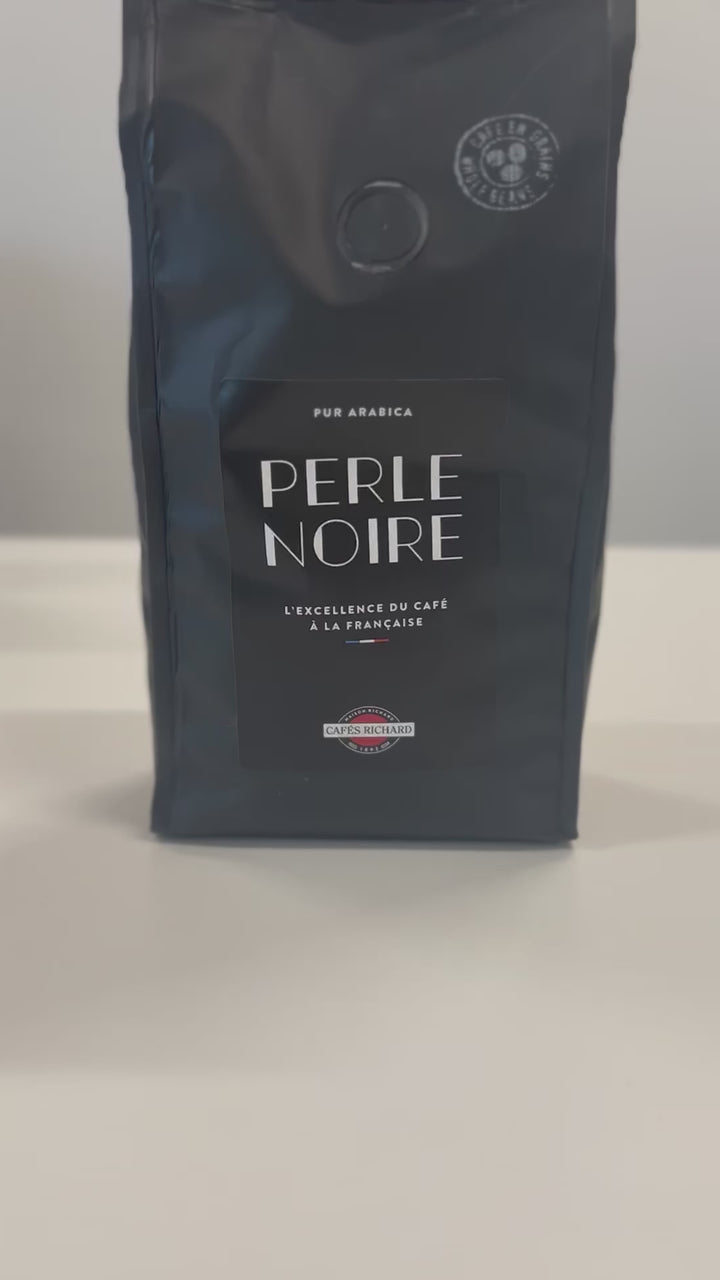 CAFÉ EN GRAINS
WHOLE BEANS
PUR ARABICA
PERLE
NOIRE
L'EXCELLENCE DU CAFÉ
À LA FRANÇAISE
MAISON RICHARD
CAFÉS RICHARD
1892